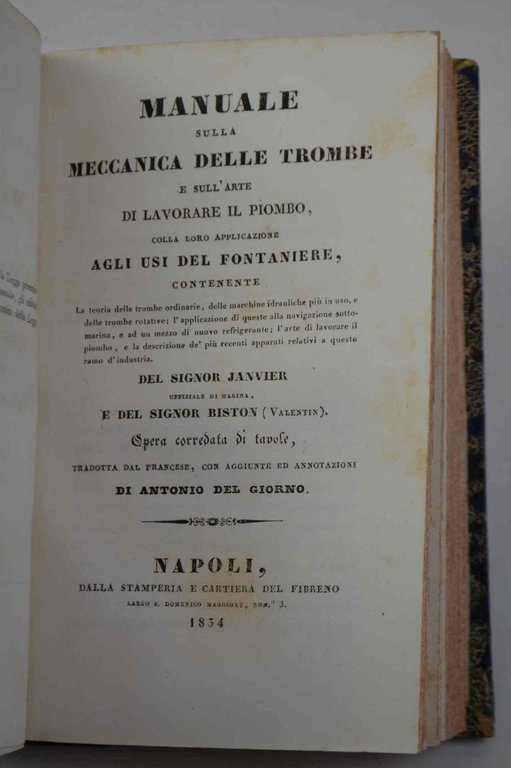 MANUALE
SULLA
MECCANICA DELLE TROMBE
E SULL'ARTE
DI LAVORARE IL PIOMBO,
COLLA LORO APPLICAZIONE
AGLI USI DEL FONTANIERE,
CONTENENTE
La teoria delle trombe ordinarie, delle macchine idrauliche più in uso, e
delle trombe rotative; l'applicazione di queste alla navigazione sotto-
marina, e ad un mezzo di nuovo refrigerante; l'arte di lavorare il
piombo, e la descrizione de' più recenti apparati relativi a questo
ramo d'industria.
DEL SIGNOR JANVIER
OFFIZIALE DI MARINA,
E DEL SIGNOR BISTON (VALENTIN).
Opera corredata di tavole,
TRADOTTA DAL FRANCESE, CON AGGIUNTE ED ANNOTAZIONI
DI ANTONIO DEL GIORNO.
NAPOLI,
DALLA STAMPERIA E CARTIERA DEL FIBRENO
LARGO S. DOMENICO MAGGIORE, NUM.° 3.
1834